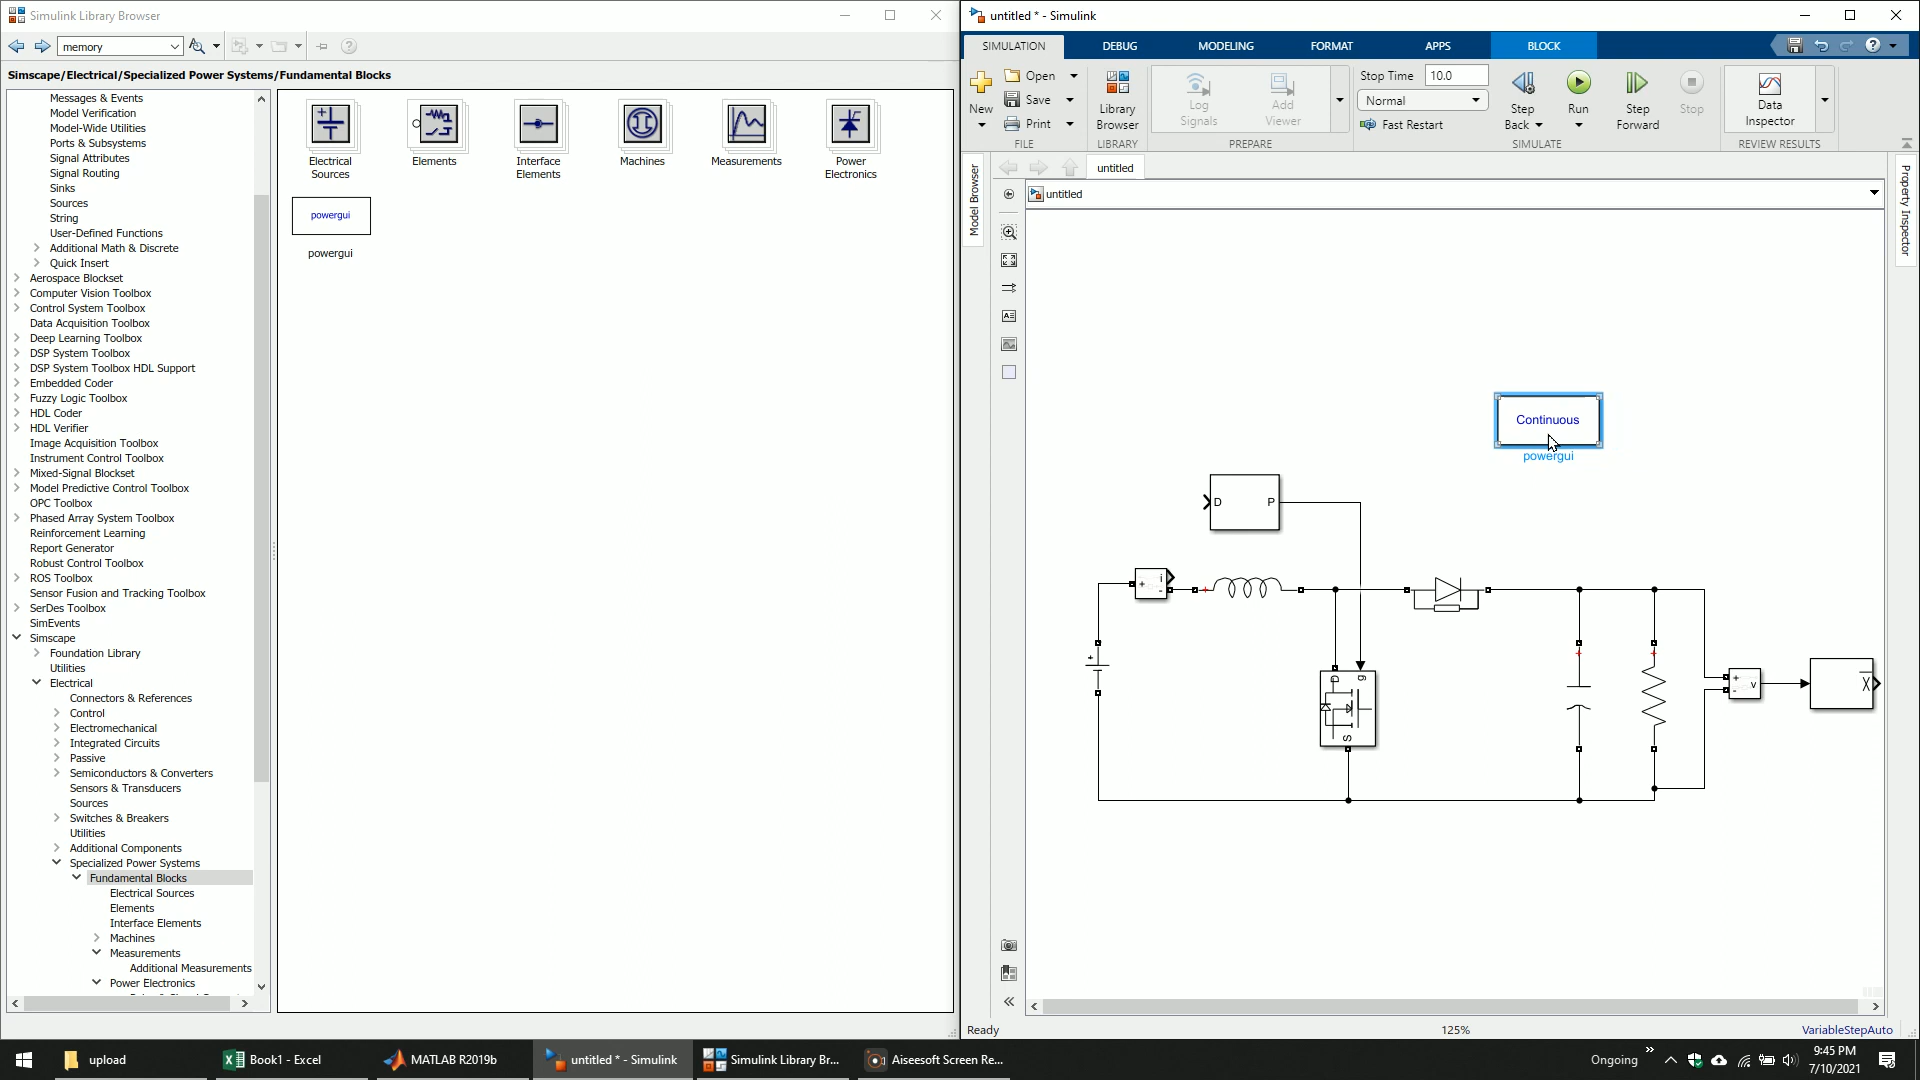 Simulink Library Browser
memory
Simscape/Electrical/Specialized Power Systems/Fundamental Blocks
Messages & Events
Model Verification
Model-Wide Utilities
Ports & Subsystems
Signal Attributes
Signal Routing
Sinks
Sources
String
User-Defined Functions
Additional Math & Discrete
Quick Insert
Aerospace Blockset
Computer Vision Toolbox
Control System Toolbox
Data Acquisition Toolbox
Deep Learning Toolbox
DSP System Toolbox
DSP System Toolbox HDL Support
Embedded Coder
Fuzzy Logic Toolbox
HDL Coder
HDL Verifier
Image Acquisition Toolbox
Instrument Control Toolbox
Mixed-Signal Blockset
Model Predictive Control Toolbox
OPC Toolbox
Phased Array System Toolbox
Reinforcement Learning
Report Generator
Robust Control Toolbox
ROS Toolbox
Sensor Fusion and Tracking Toolbox
SerDes Toolbox
SimEvents
Simscape
Foundation Library
Utilities
Electrical
Connectors & References
Control
Electromechanical
Integrated Circuits
Passive
Semiconductors & Converters
Sensors & Transducers
Sources
Switches & Breakers
Utilities
Additional Components
Specialized Power Systems
Fundamental Blocks
Electrical Sources
Elements
Interface Elements
Machines
Measurements
Additional Measurements
Power Electronics
Electrical Sources
Elements
Interface Elements
Machines
Measurements
Power Electronics
powergui
powergui
untitled * - Simulink
SIMULATION
DEBUG
MODELING
FORMAT
APPS
BLOCK
New
Open
Save
Print
FILE
Library Browser
LIBRARY
Log Signals
Add Viewer
PREPARE
Stop Time
10.0
Normal
Fast Restart
Step Back
Run
Step Forward
Stop
SIMULATE
Data Inspector
REVIEW RESULTS
Model Browser
untitled
untitled
Property Inspector
Continuous
powergui
D P
+ i -
+
D g
S
+ - v
X
Ready
125%
VariableStepAuto
upload
Book1 - Excel
MATLAB R2019b
untitled * - Simulink
Simulink Library Br...
Aiseesoft Screen Re...
Ongoing
9:45 PM
7/10/2021